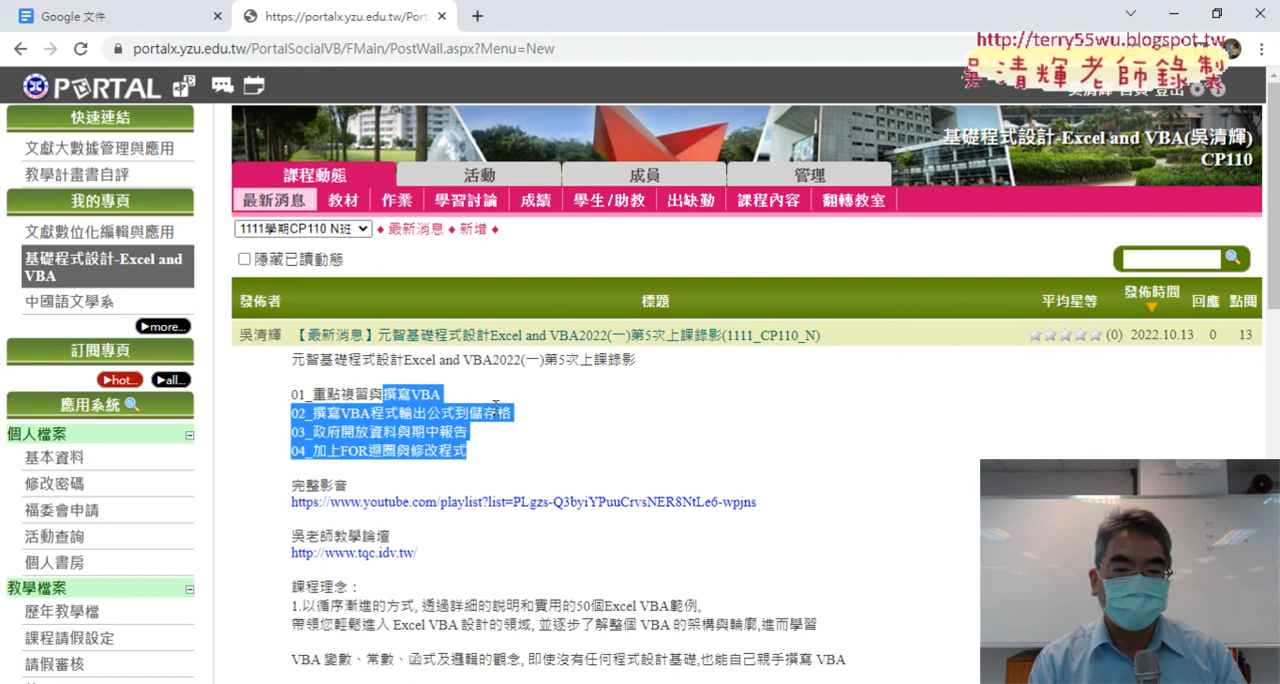 Google 文件
https://portalx.yzu.edu.tw/Port
portalx.yzu.edu.tw/PortalSocialVB/FMain/PostWall.aspx?Menu=New
http://terry55wu.blogspot.tw
吳清輝老師錄製
PORTAL
快速連結
文獻大數據管理與應用
教學計畫書自評
我的專頁
文獻數位化編輯與應用
基礎程式設計-Excel and
VBA
中國語文學系
▶more...
訂閱專頁
▶hot... ▶all...
應用系統
個人檔案
基本資料
修改密碼
福委會申請
活動查詢
個人書房
教學檔案
歷年教學檔
課程請假設定
請假審核
基礎程式設計-Excel and VBA(吳清輝)
CP110
課程動態 活動 成員 管理
最新消息 教材 作業 學習討論 成績 學生/助教 出缺勤 課程內容 翻轉教室
1111學期CP110 N班 ♦ 最新消息 ♦ 新增 ♦
隱藏已讀動態
發佈者 標題 平均星等 發佈時間 回應 點閱
吳清輝 【最新消息】元智基礎程式設計Excel and VBA2022(一)第5次上課錄影(1111_CP110_N) (0) 2022.10.13 0 13
元智基礎程式設計Excel and VBA2022(一)第5次上課錄影
01_重點複習與撰寫VBA
02_撰寫VBA程式輸出公式到儲存格
03_政府開放資料與期中報告
04_加上FOR迴圈與修改程式
完整影音
https://www.youtube.com/playlist?list=PLgzs-Q3byiYPuuCrvsNER8NtLe6-wpjns
吳老師教學論壇
http://www.tqc.idv.tw/
課程理念：
1.以循序漸進的方式, 透過詳細的說明和實用的50個Excel VBA範例,
帶領您輕鬆進入 Excel VBA 設計的領域, 並逐步了解整個 VBA 的架構與輪廓,進而學習
VBA 變數、常數、函式及邏輯的觀念, 即使沒有任何程式設計基礎,也能自己親手撰寫 VBA